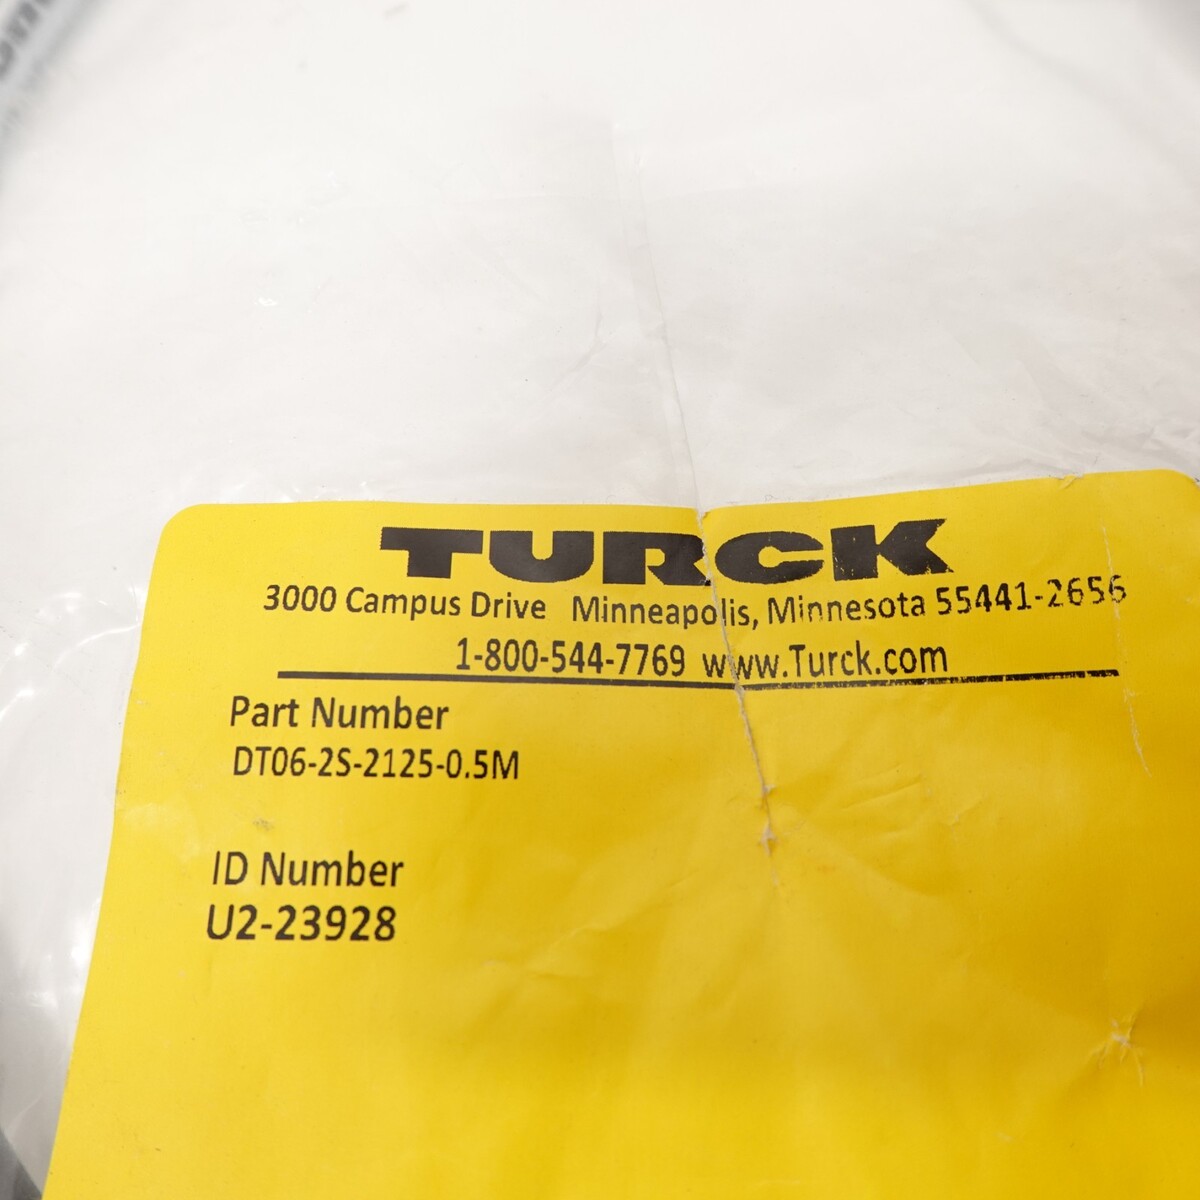 TURCK
3000 Campus Drive Minneapolis, Minnesota 55441-2656
1-800-544-7769 www.Turck.com
Part Number
DT06-2S-2125-0.5M
ID Number
U2-23928